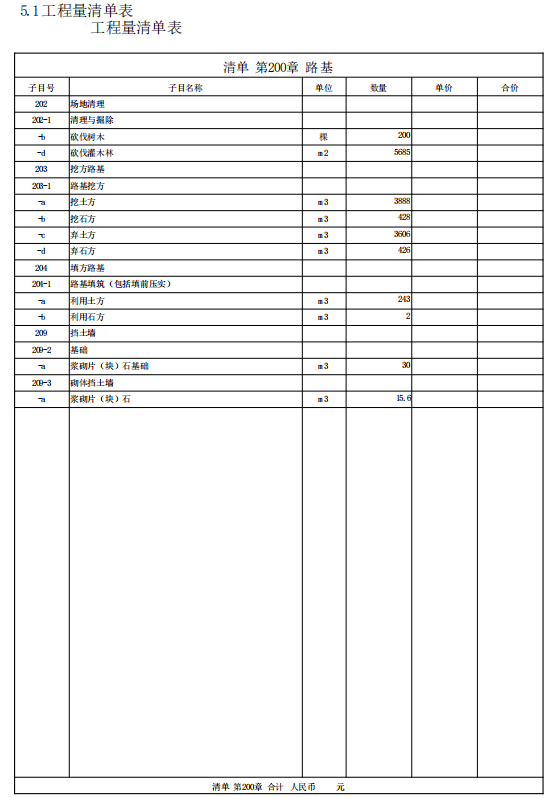 5.1工程量清单表
工程量清单表
清单 第200章 路基
子目号 子目名称 单位 数量 单价 合价
202 场地清理
202-1 清理与掘除
-b 砍伐树木 棵 200
-d 砍伐灌木林 m2 5685
203 挖方路基
203-1 路基挖方
-a 挖土方 m3 3888
-b 挖石方 m3 428
-c 弃土方 m3 3606
-d 弃石方 m3 426
204 填方路基
204-1 路基填筑（包括填前压实）
-a 利用土方 m3 243
-b 利用石方 m3 2
209 挡土墙
209-2 基础
-a 浆砌片（块）石基础 m3 30
209-3 砌体挡土墙
-a 浆砌片（块）石 m3 15.6
清单 第200章 合计 人民币 元